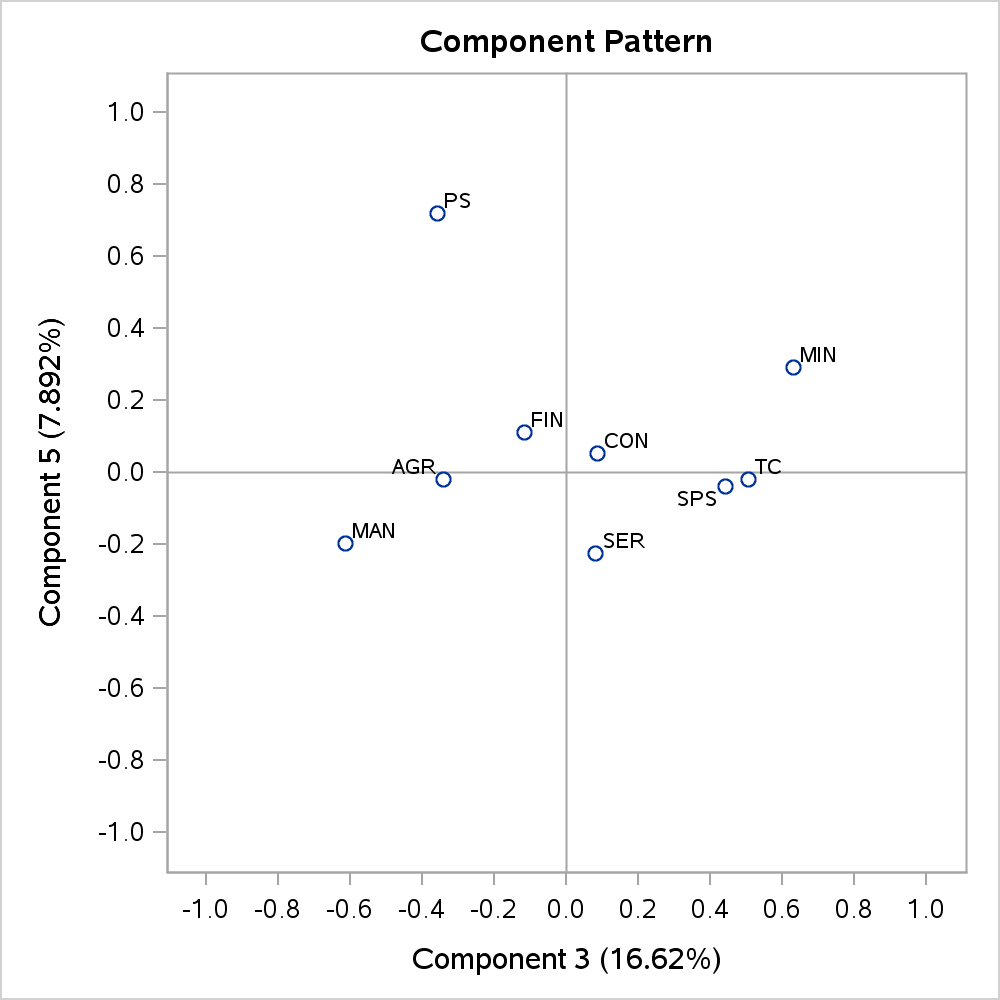 Component Pattern
1.0
0.8
0.6
0.4
0.2
0.0
-0.2
-0.4
-0.6
-0.8
-1.0
Component 5 (7.892%)
PS
MIN
FIN
CON
AGR
TC
SPS
MAN
SER
-1.0 -0.8 -0.6 -0.4 -0.2 0.0 0.2 0.4 0.6 0.8 1.0
Component 3 (16.62%)